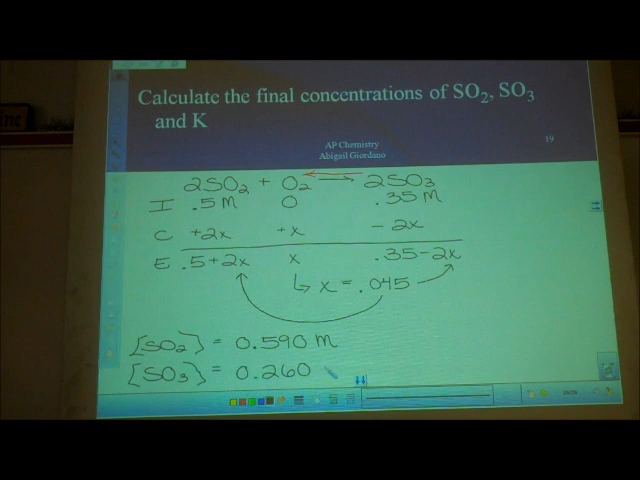 Calculate the final concentrations of SO₂, SO₃
and K
AP Chemistry
Abigail Giordano
19
2SO₂ + O₂ ⇌ 2SO₃
I .5 M 0 .35 M
C +2x +x - 2x
E .5+2x x .35-2x
↳ x = .045
[SO₂] = 0.590 M
[SO₃] = 0.260